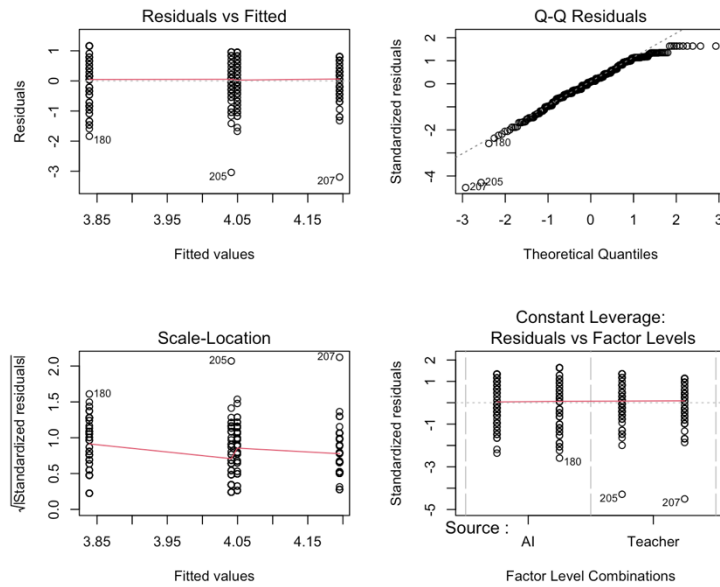 Residuals vs Fitted
Residuals
1
0
-1
-2
-3
180
205
207
3.85
3.95
4.05
4.15
Fitted values
Q-Q Residuals
Standardized residuals
2
0
-2
-4
180
205
207
-3
-2
-1
0
1
2
3
Theoretical Quantiles
Scale-Location
√|Standardized residuals|
2.0
1.5
1.0
0.5
0.0
180
205
207
3.85
3.95
4.05
4.15
Fitted values
Constant Leverage:
Residuals vs Factor Levels
Standardized residuals
2
-1
-3
-5
180
205
207
Source :
AI
Teacher
Factor Level Combinations